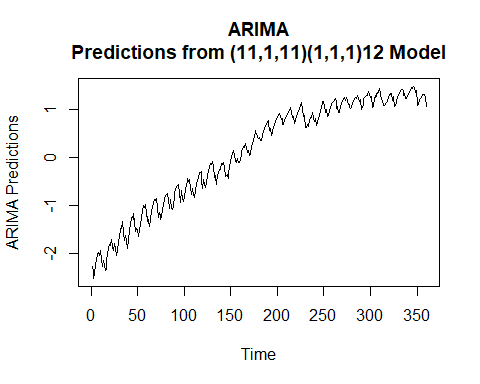 ARIMA
Predictions from (11,1,11)(1,1,1)12 Model
ARIMA Predictions
1
0
-1
-2
0 50 100 150 200 250 300 350
Time